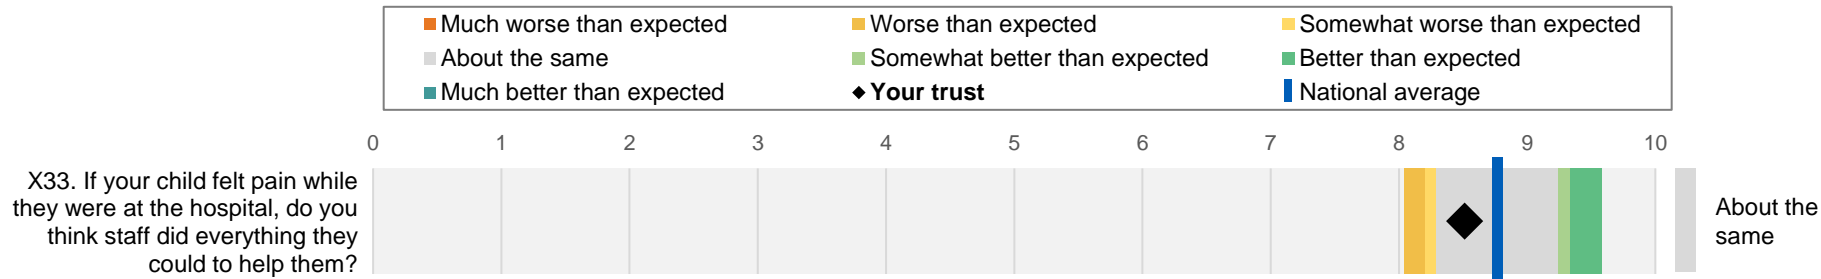 Much worse than expected
Worse than expected
Somewhat worse than expected
About the same
Somewhat better than expected
Better than expected
Much better than expected
Your trust
National average
0 1 2 3 4 5 6 7 8 9 10
X33. If your child felt pain while
they were at the hospital, do you
think staff did everything they
could to help them?
About the
same